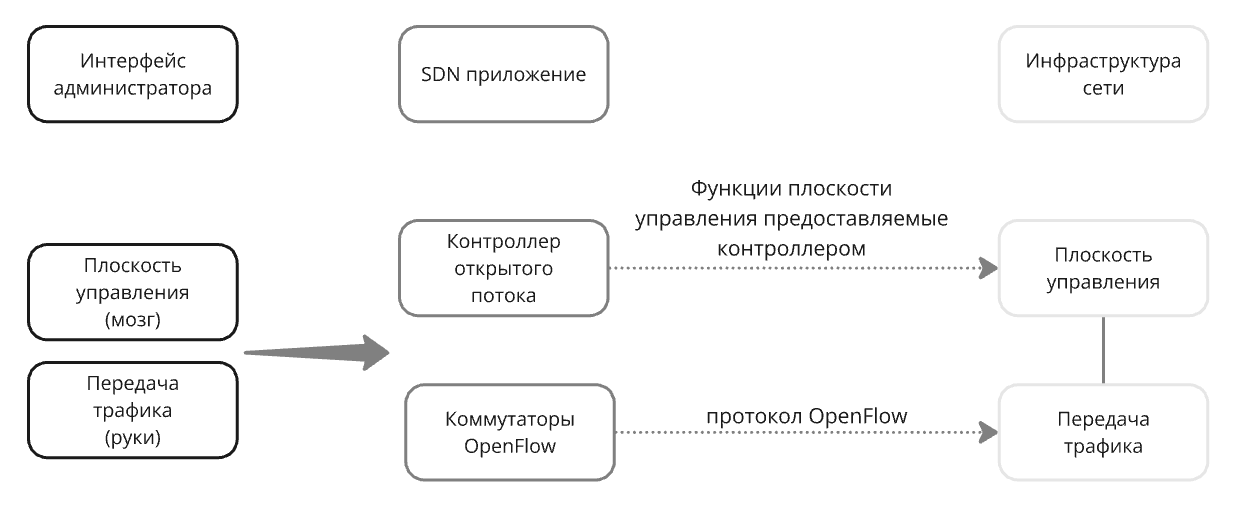 Интерфейс
администратора
SDN приложение
Инфраструктура
сети
Функции плоскости
управления предоставляемые
контроллером
Плоскость
управления
(мозг)
Контроллер
открытого
потока
Плоскость
управления
Передача
трафика
(руки)
Коммутаторы
OpenFlow
протокол OpenFlow
Передача
трафика